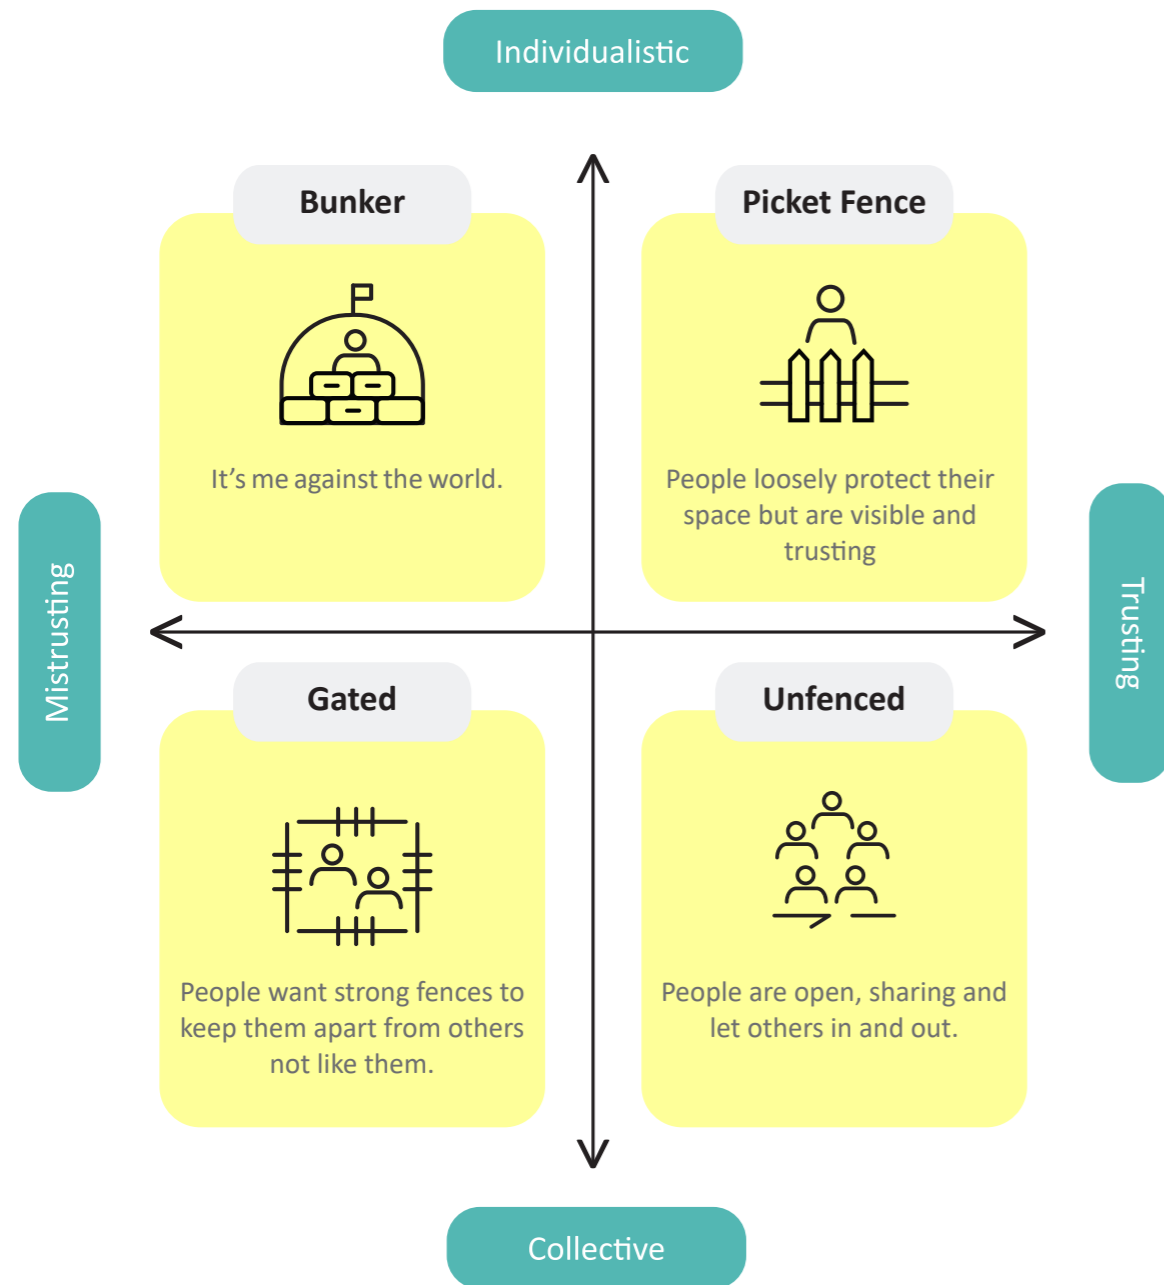 Individualistic
Bunker
It’s me against the world.
Picket Fence
People loosely protect their
space but are visible and
trusting
Mistrusting
Trusting
Gated
People want strong fences to
keep them apart from others
not like them.
Unfenced
People are open, sharing and
let others in and out.
Collective